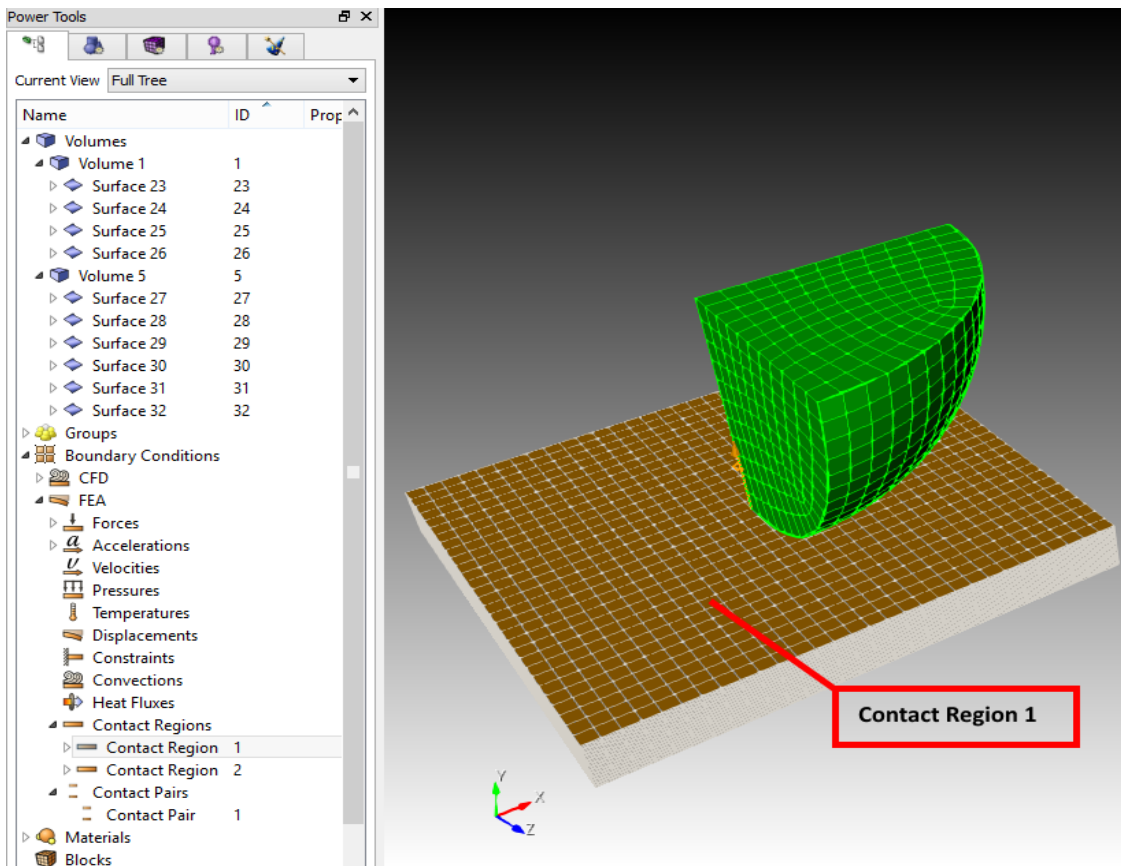 Power Tools
Current View Full Tree
Name ID Prop
Volumes
Volume 1 1
Surface 23 23
Surface 24 24
Surface 25 25
Surface 26 26
Volume 5 5
Surface 27 27
Surface 28 28
Surface 29 29
Surface 30 30
Surface 31 31
Surface 32 32
Groups
Boundary Conditions
CFD
FEA
Forces
Accelerations
Velocities
Pressures
Temperatures
Displacements
Constraints
Convections
Heat Fluxes
Contact Regions
Contact Region 1
Contact Region 2
Contact Pairs
Contact Pair 1
Materials
Blocks
Contact Region 1
Y
X
Z